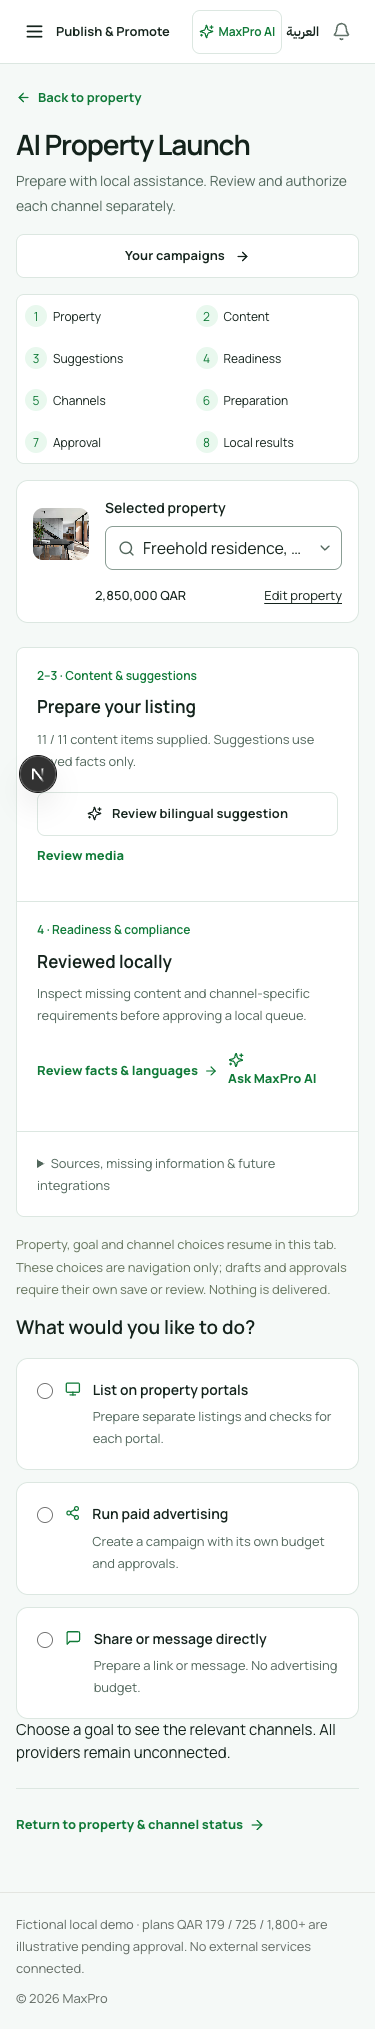 Publish & Promote
MaxPro AI
العربية
Back to property
AI Property Launch
Prepare with local assistance. Review and authorize
each channel separately.
Your campaigns
1 Property
2 Content
3 Suggestions
4 Readiness
5 Channels
6 Preparation
7 Approval
8 Local results
Selected property
Freehold residence, ...
2,850,000 QAR
Edit property
2–3 · Content & suggestions
Prepare your listing
11 / 11 content items supplied. Suggestions use
facts only.
N
Review bilingual suggestion
Review media
4 · Readiness & compliance
Reviewed locally
Inspect missing content and channel-specific
requirements before approving a local queue.
Review facts & languages
Ask MaxPro AI
Sources, missing information & future
integrations
Property, goal and channel choices resume in this tab.
These choices are navigation only; drafts and approvals
require their own save or review. Nothing is delivered.
What would you like to do?
List on property portals
Prepare separate listings and checks for
each portal.
Run paid advertising
Create a campaign with its own budget
and approvals.
Share or message directly
Prepare a link or message. No advertising
budget.
Choose a goal to see the relevant channels. All
providers remain unconnected.
Return to property & channel status
Fictional local demo · plans QAR 179 / 725 / 1,800+ are
illustrative pending approval. No external services
connected.
© 2026 MaxPro